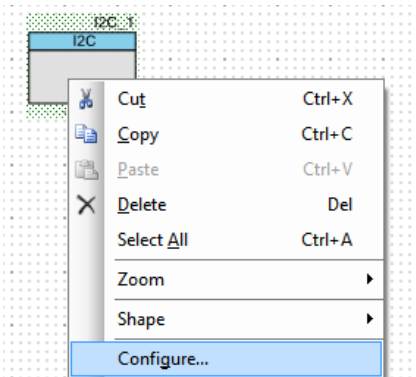 I2C_1
I2C
Cut Ctrl+X
Copy Ctrl+C
Paste Ctrl+V
Delete Del
Select All Ctrl+A
Zoom
Shape
Configure...